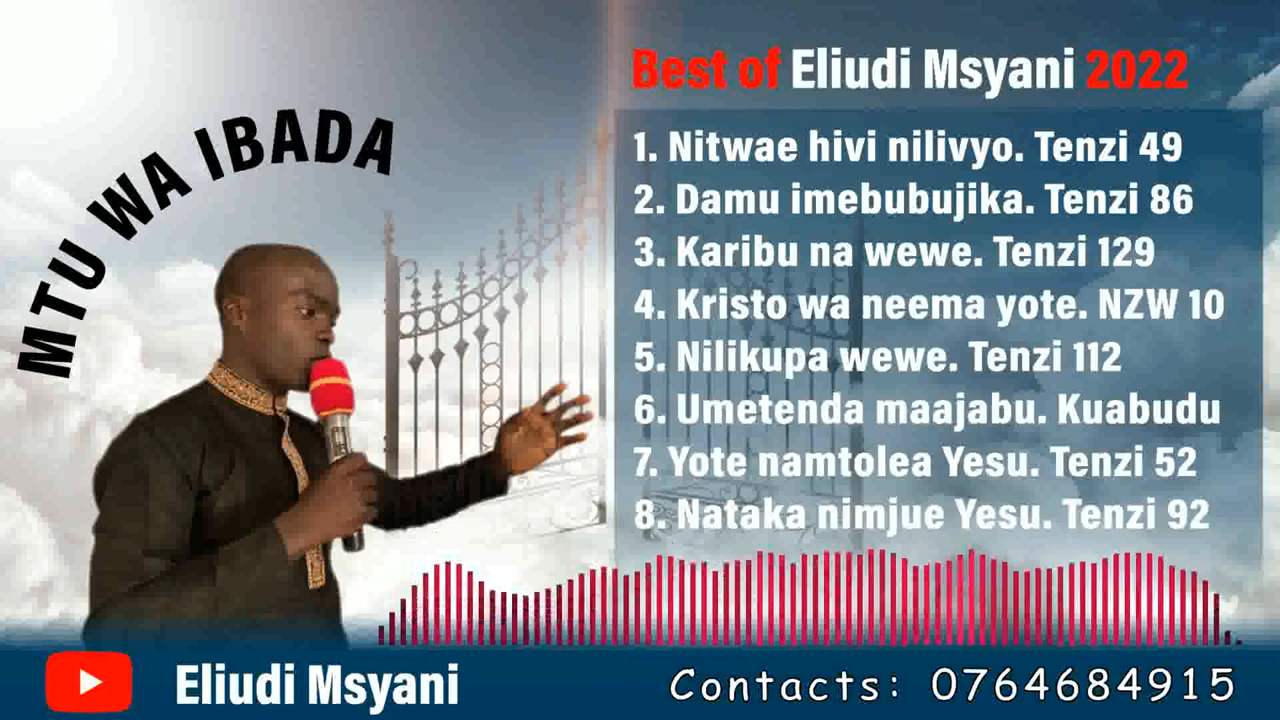 MTU WA IBADA
Best of Eliudi Msyani 2022
1. Nitwae hivi nilivyo. Tenzi 49
2. Damu imebubujika. Tenzi 86
3. Karibu na wewe. Tenzi 129
4. Kristo wa neema yote. NZW 10
5. Nilikupa wewe. Tenzi 112
6. Umetenda maajabu. Kuabudu
7. Yote namtolea Yesu. Tenzi 52
8. Nataka nimjue Yesu. Tenzi 92
Eliudi Msyani
Contacts: 0764684915